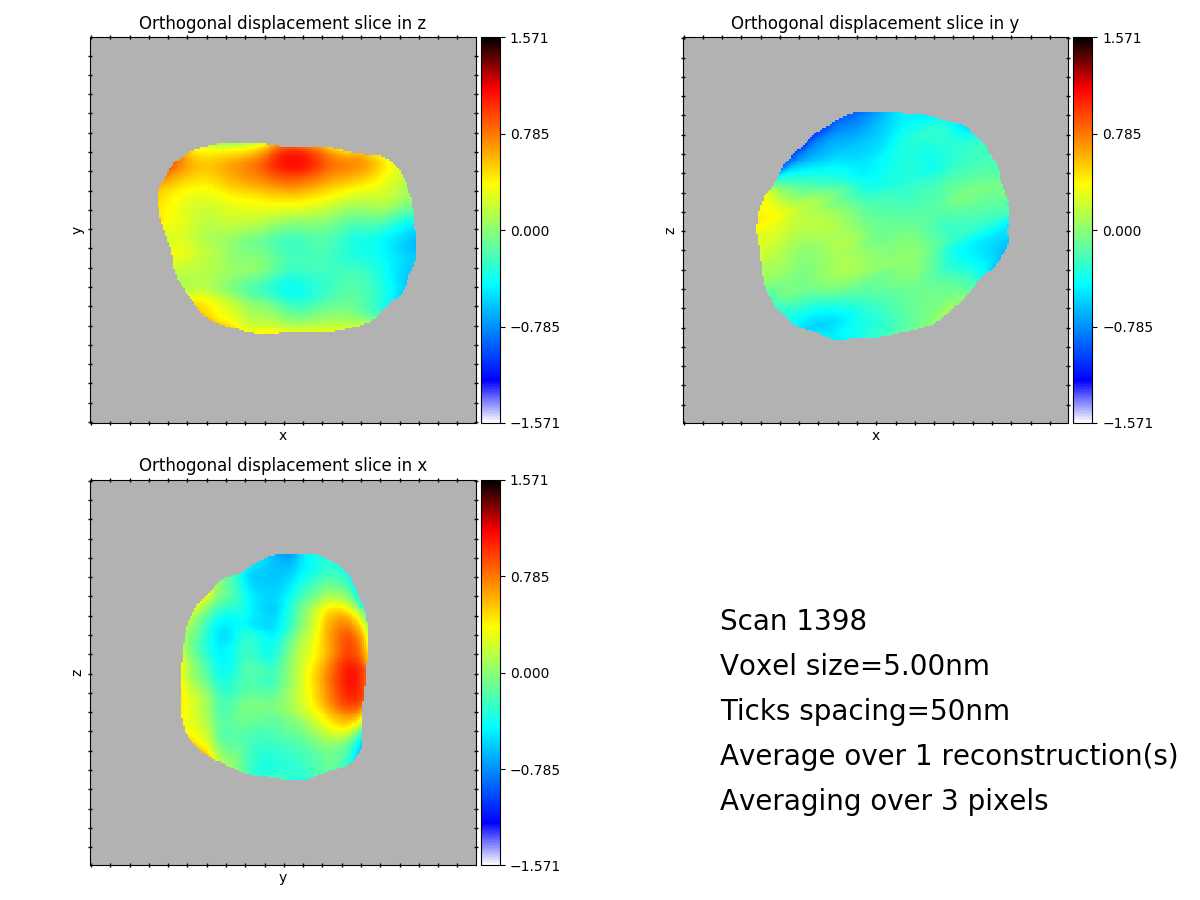 Orthogonal displacement slice in z
1.571
0.785
0.000
−0.785
−1.571
y
x
Orthogonal displacement slice in y
1.571
0.785
0.000
−0.785
−1.571
z
x
Orthogonal displacement slice in x
1.571
0.785
0.000
−0.785
−1.571
z
y
Scan 1398
Voxel size=5.00nm
Ticks spacing=50nm
Average over 1 reconstruction(s)
Averaging over 3 pixels